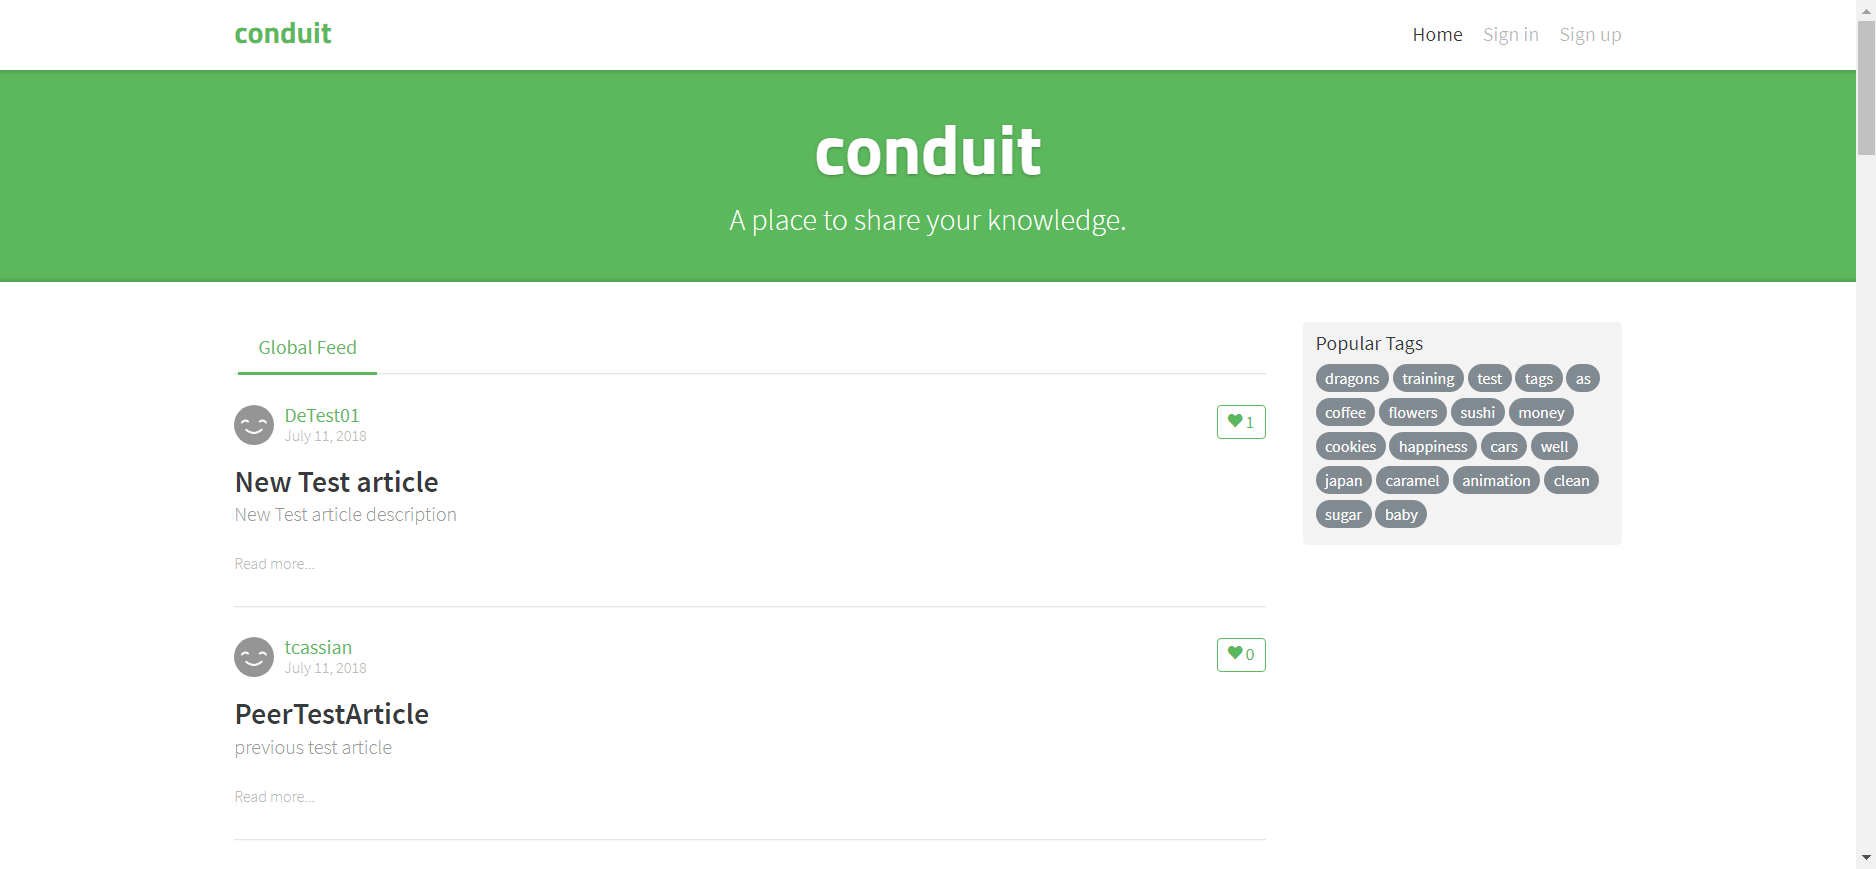 conduit
Home Sign in Sign up
conduit
A place to share your knowledge.
Global Feed
DeTest01
July 11, 2018
1
New Test article
New Test article description
Read more...
tcassian
July 11, 2018
0
PeerTestArticle
previous test article
Read more...
Popular Tags
dragons training test tags as
coffee flowers sushi money
cookies happiness cars well
japan caramel animation clean
sugar baby